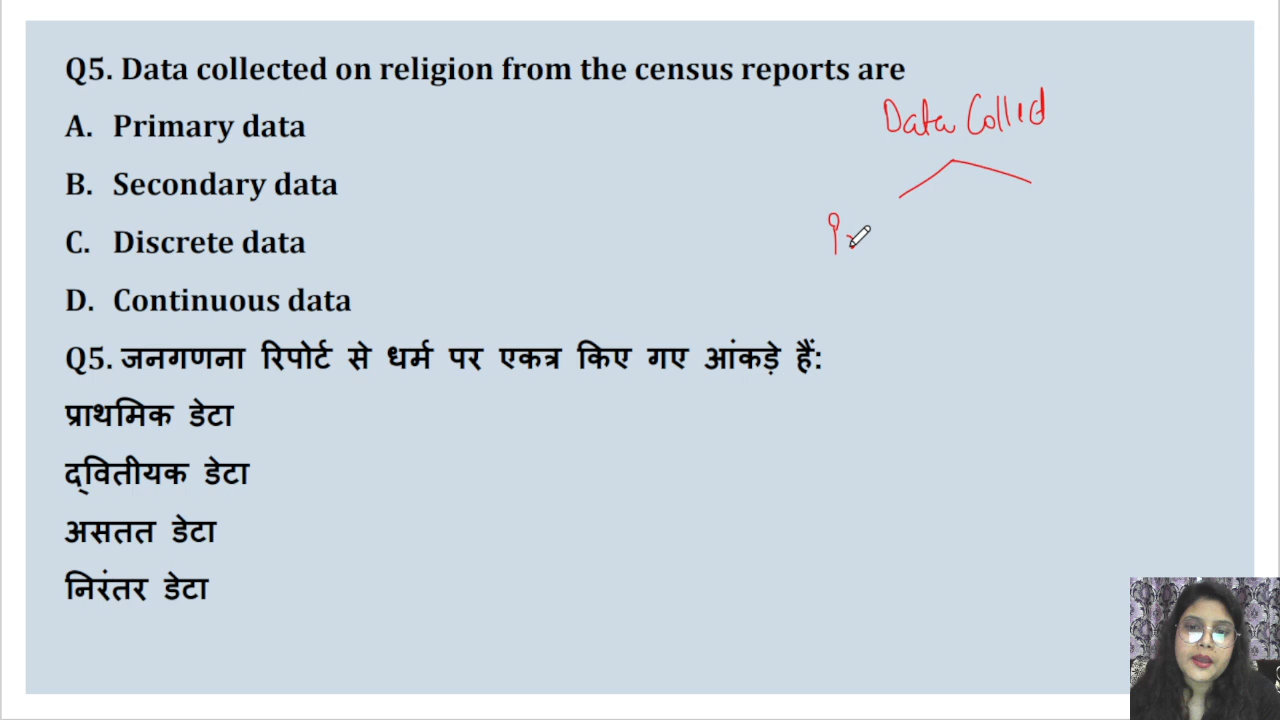 Q5. Data collected on religion from the census reports are
Data Colled
A. Primary data
B. Secondary data
C. Discrete data
D. Continuous data
Q5. जनगणना रिपोर्ट से धर्म पर एकत्र किए गए आंकड़े हैं:
प्राथमिक डेटा
द्वितीयक डेटा
असतत डेटा
निरंतर डेटा